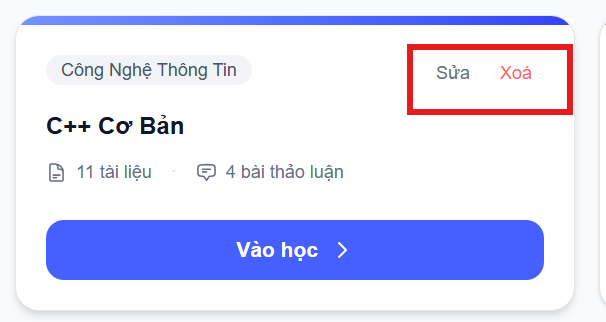 Công Nghệ Thông Tin
Sửa Xoá
C++ Cơ Bản
11 tài liệu · 4 bài thảo luận
Vào học